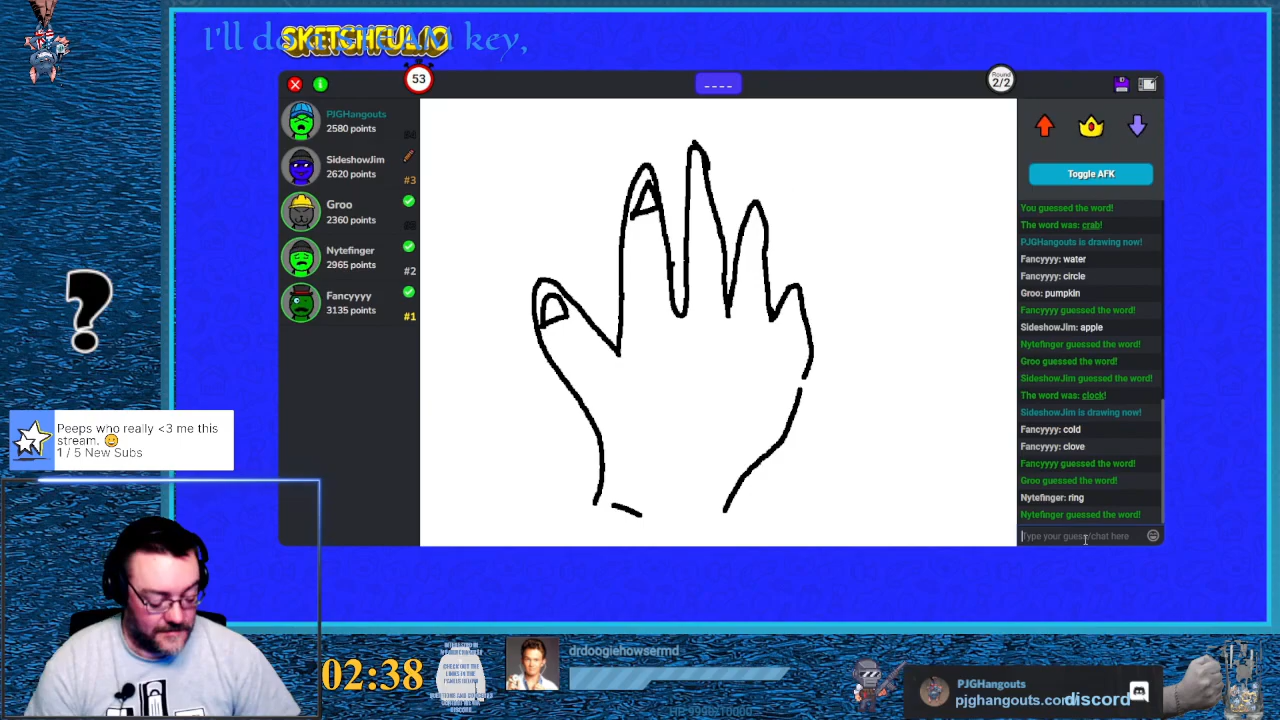 I'll do
SKETCHFUL.IO
key,
53
_ _ _ _
Round
2/2
PJGHangouts
2580 points
SideshowJim
2620 points
#3
Groo
2360 points
Nytefinger
2965 points
#2
Fancyyyy
3135 points
#1
Toggle AFK
You guessed the word!
The word was: crab!
PJGHangouts is drawing now!
Fancyyyy: water
Fancyyyy: circle
Groo: pumpkin
Fancyyyy guessed the word!
SideshowJim: apple
Nytefinger guessed the word!
Groo guessed the word!
SideshowJim guessed the word!
The word was: clock!
SideshowJim is drawing now!
Fancyyyy: cold
Fancyyyy: clove
Fancyyyy guessed the word!
Groo guessed the word!
Nytefinger: ring
Nytefinger guessed the word!
Type your guess/chat here
?
Peeps who really <3 me this
stream.
1 / 5 New Subs
02:38
drdoogiehowsermd
PJGHangouts
pjghangouts.com
discord